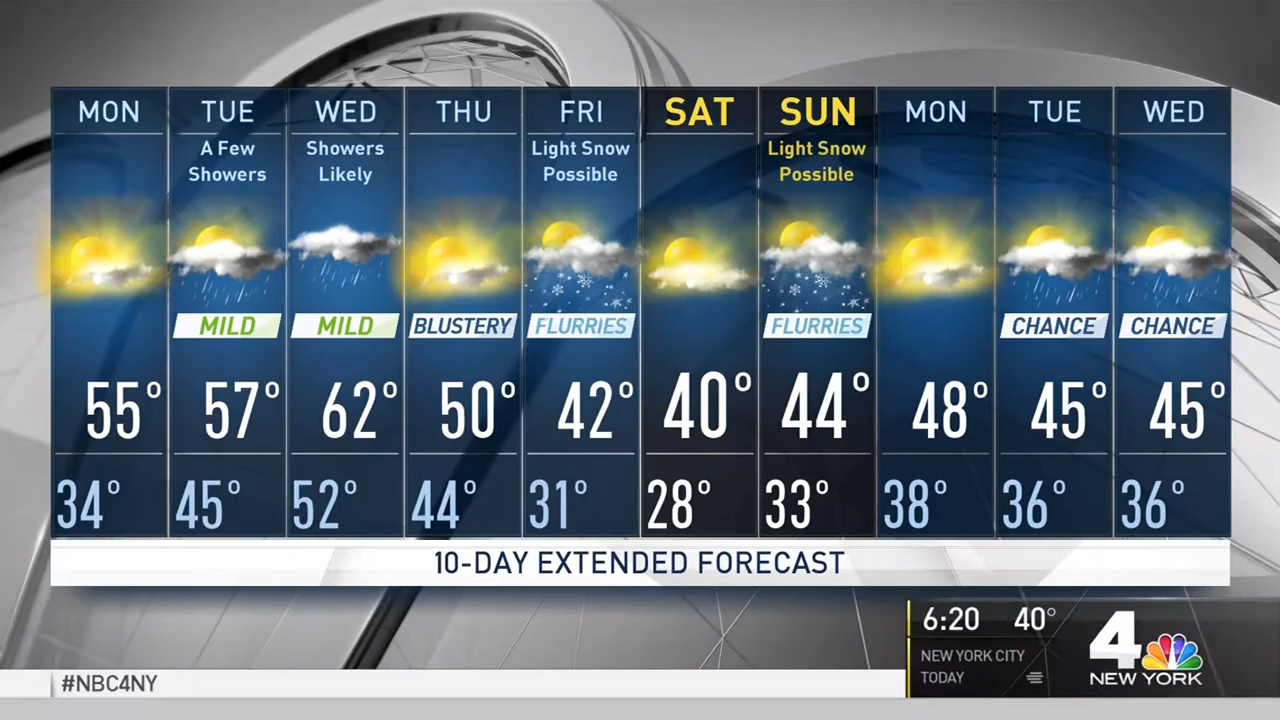 MON TUE WED THU FRI SAT SUN MON TUE WED
A Few Showers Light Snow Light Snow
Showers Likely Possible Possible
MILD MILD BLUSTERY FLURRIES FLURRIES CHANCE CHANCE
55° 57° 62° 50° 42° 40° 44° 48° 45° 45°
34° 45° 52° 44° 31° 28° 33° 38° 36° 36°
10-DAY EXTENDED FORECAST
6:20 40°
NEW YORK CITY
TODAY
4
NEW YORK
#NBC4NY